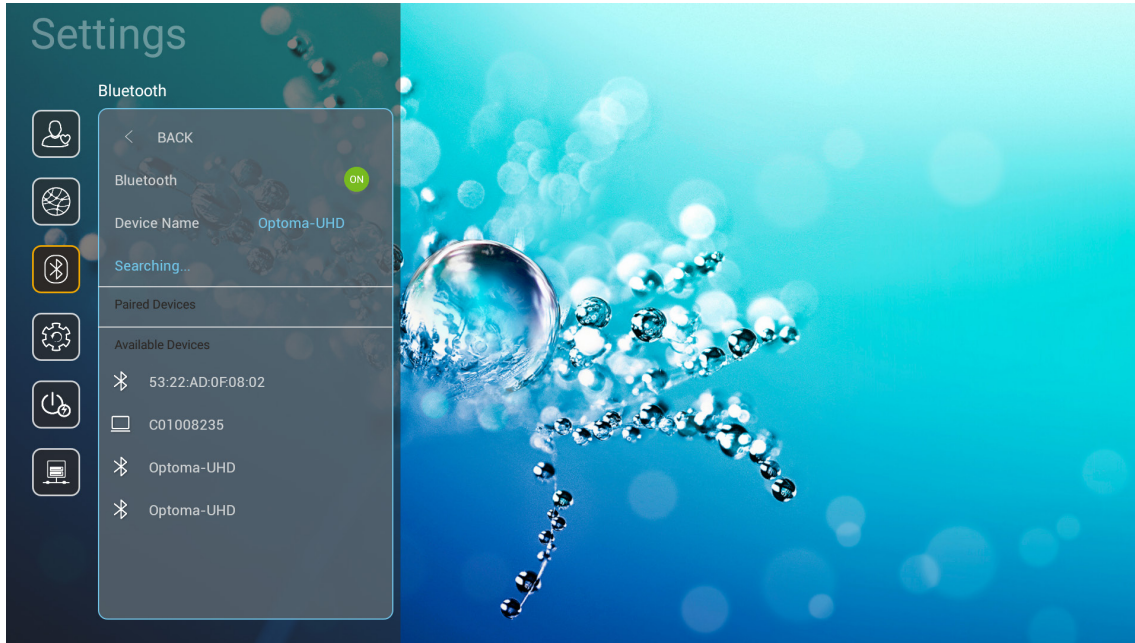 Settings
Bluetooth
BACK
Bluetooth ON
Device Name Optoma-UHD
Searching...
Paired Devices
Available Devices
53:22:AD:0F:08:02
C01008235
Optoma-UHD
Optoma-UHD